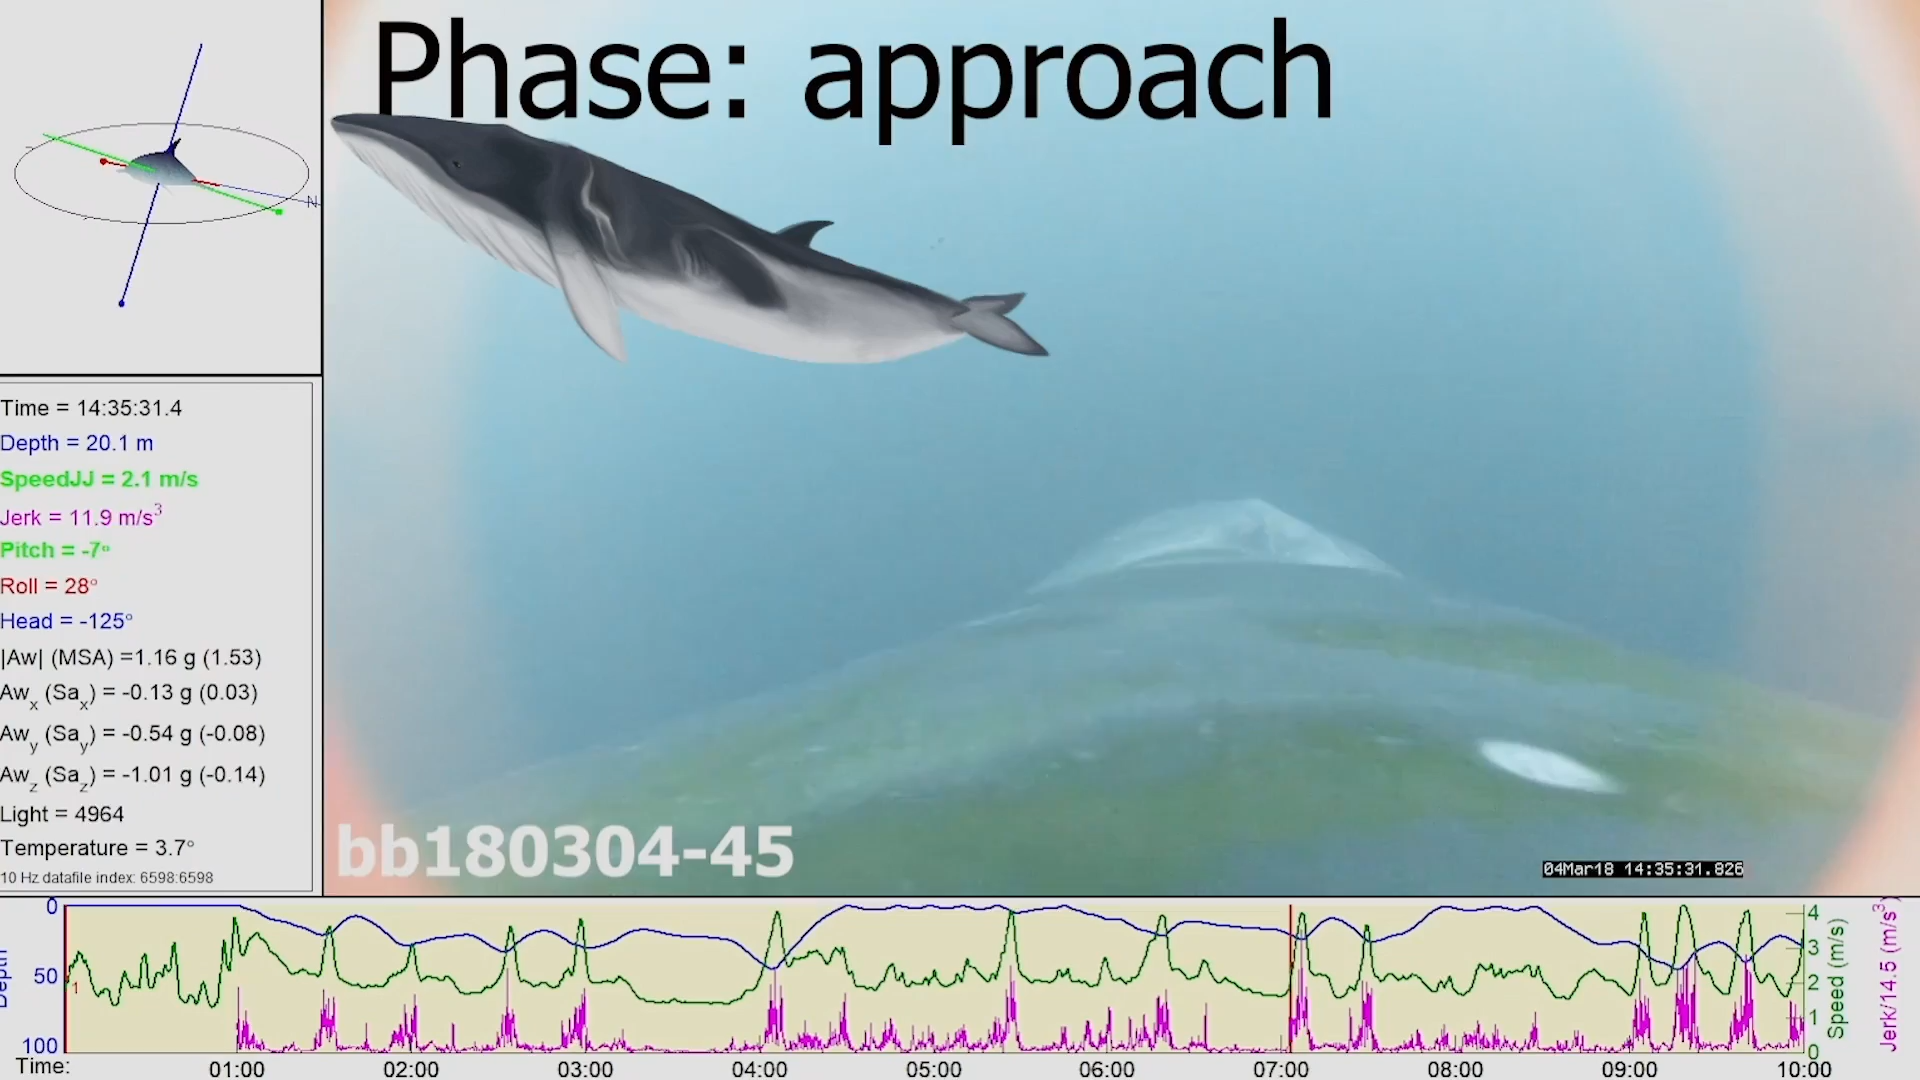 Phase: approach
N
Time = 14:35:31.4
Depth = 20.1 m
SpeedJJ = 2.1 m/s
Jerk = 11.9 m/s³
Pitch = -7°
Roll = 28°
Head = -125°
|Aw| (MSA) =1.16 g (1.53)
Awx (Sax) = -0.13 g (0.03)
Awy (Say) = -0.54 g (-0.08)
Awz (Saz) = -1.01 g (-0.14)
Light = 4964
Temperature = 3.7°
10 Hz datafile index: 6598:6598
bb180304-45
04Mar18 14:35:31.826
0
50
100
Depth
1
4
3
2
1
0
Speed (m/s)
Jerk/14.5 (m/s³)
Time:
01:00 02:00 03:00 04:00 05:00 06:00 07:00 08:00 09:00 10:00